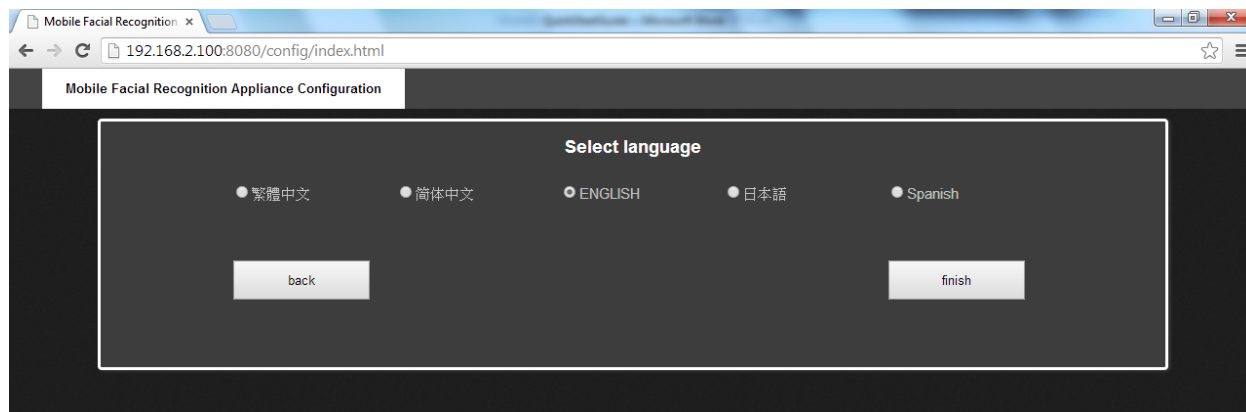 Mobile Facial Recognition
192.168.2.100:8080/config/index.html
Mobile Facial Recognition Appliance Configuration
Select language
繁體中文 简体中文 ENGLISH 日本語 Spanish
back finish